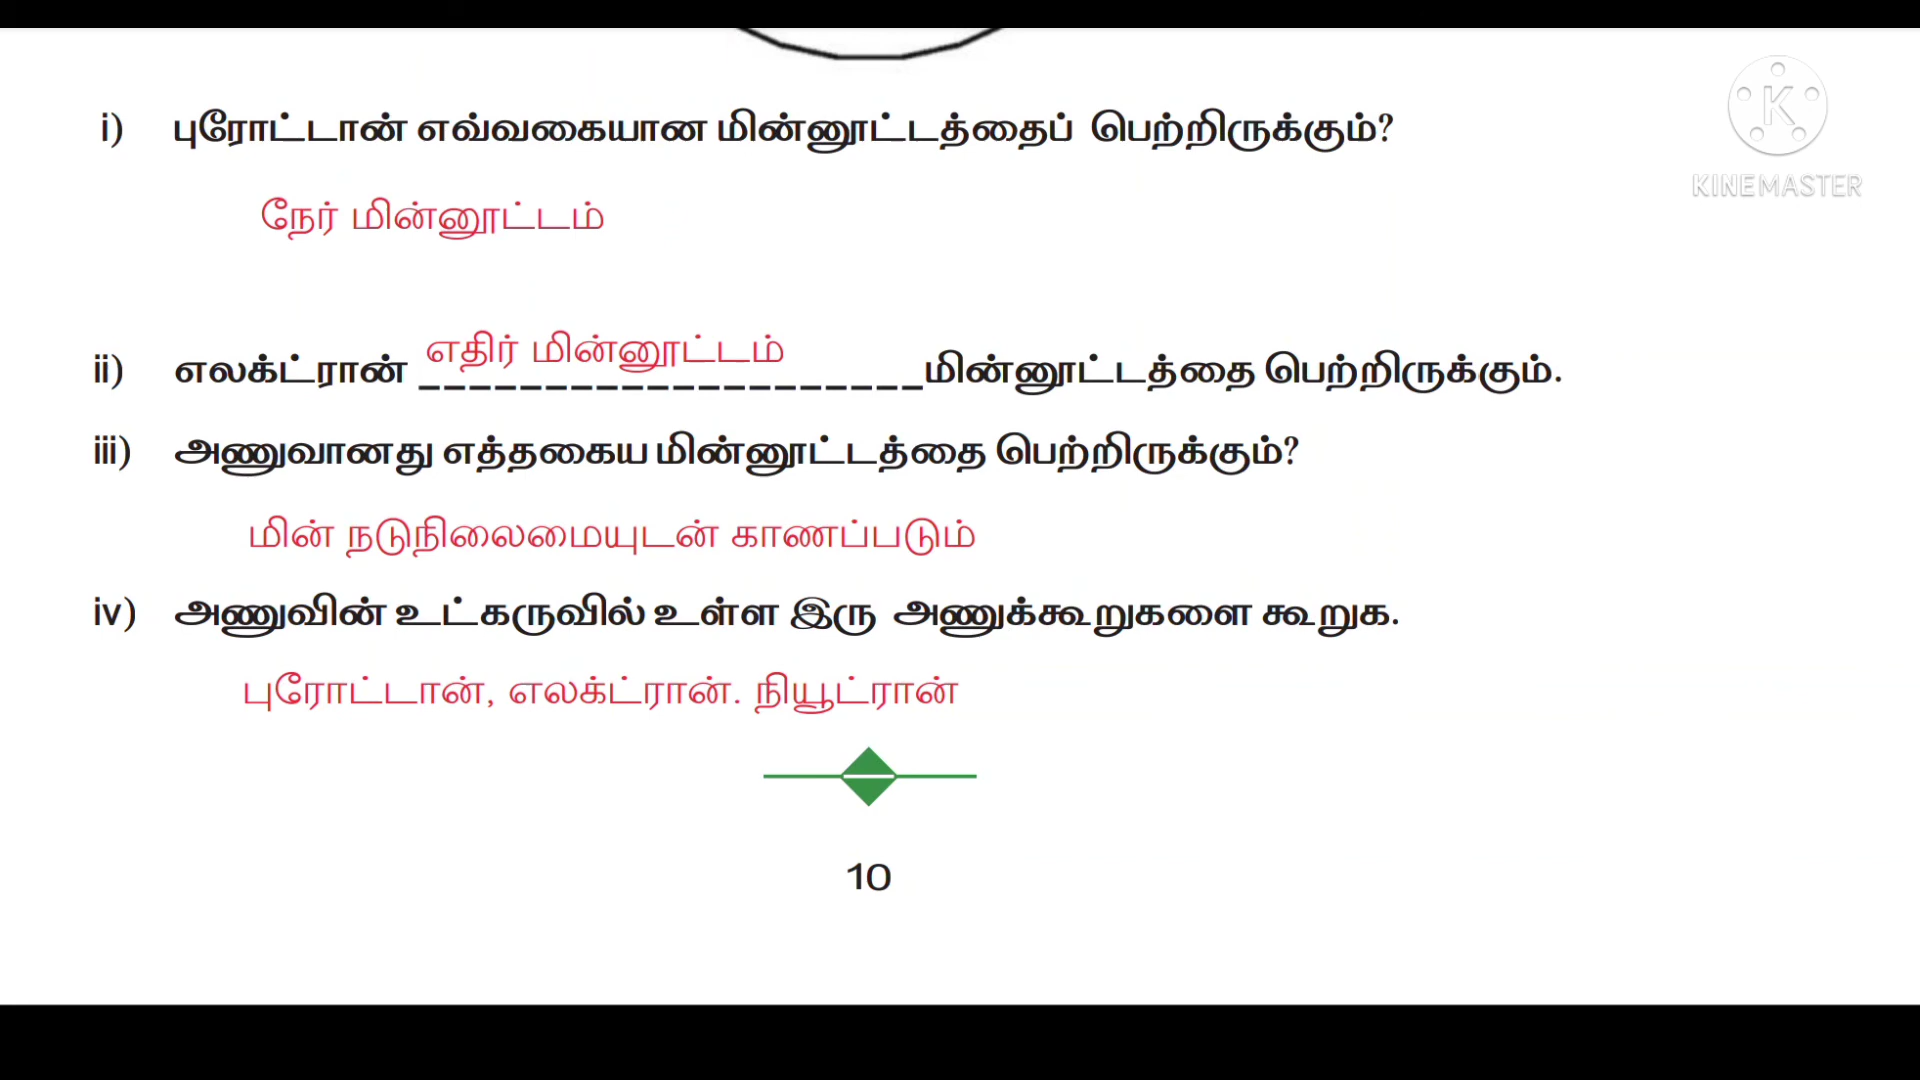 i) புரோட்டான் எவ்வகையான மின்னூட்டத்தைப் பெற்றிருக்கும்?
KINEMASTER
நேர் மின்னூட்டம்
எதிர் மின்னூட்டம்
ii) எலக்ட்ரான் ____________________மின்னூட்டத்தை பெற்றிருக்கும்.
iii) அணுவானது எத்தகைய மின்னூட்டத்தை பெற்றிருக்கும்?
மின் நடுநிலைமையுடன் காணப்படும்
iv) அணுவின் உட்கருவில் உள்ள இரு அணுக்கூறுகளை கூறுக.
புரோட்டான், எலக்ட்ரான். நியூட்ரான்
10